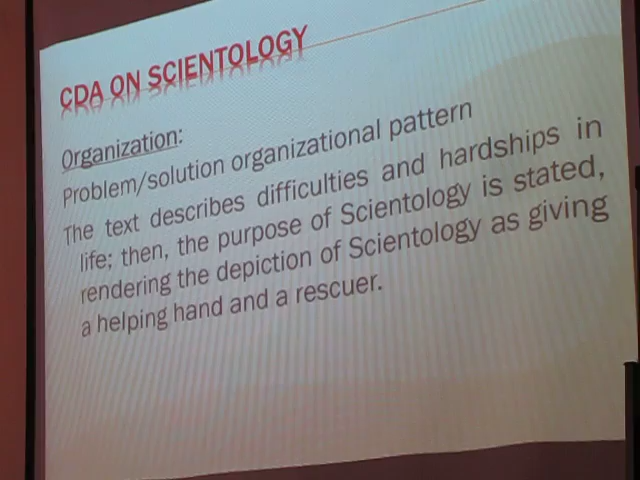 CDA ON SCIENTOLOGY
Organization:
Problem/solution organizational pattern
The text describes difficulties and hardships in
life; then, the purpose of Scientology is stated,
rendering the depiction of Scientology as giving
a helping hand and a rescuer.